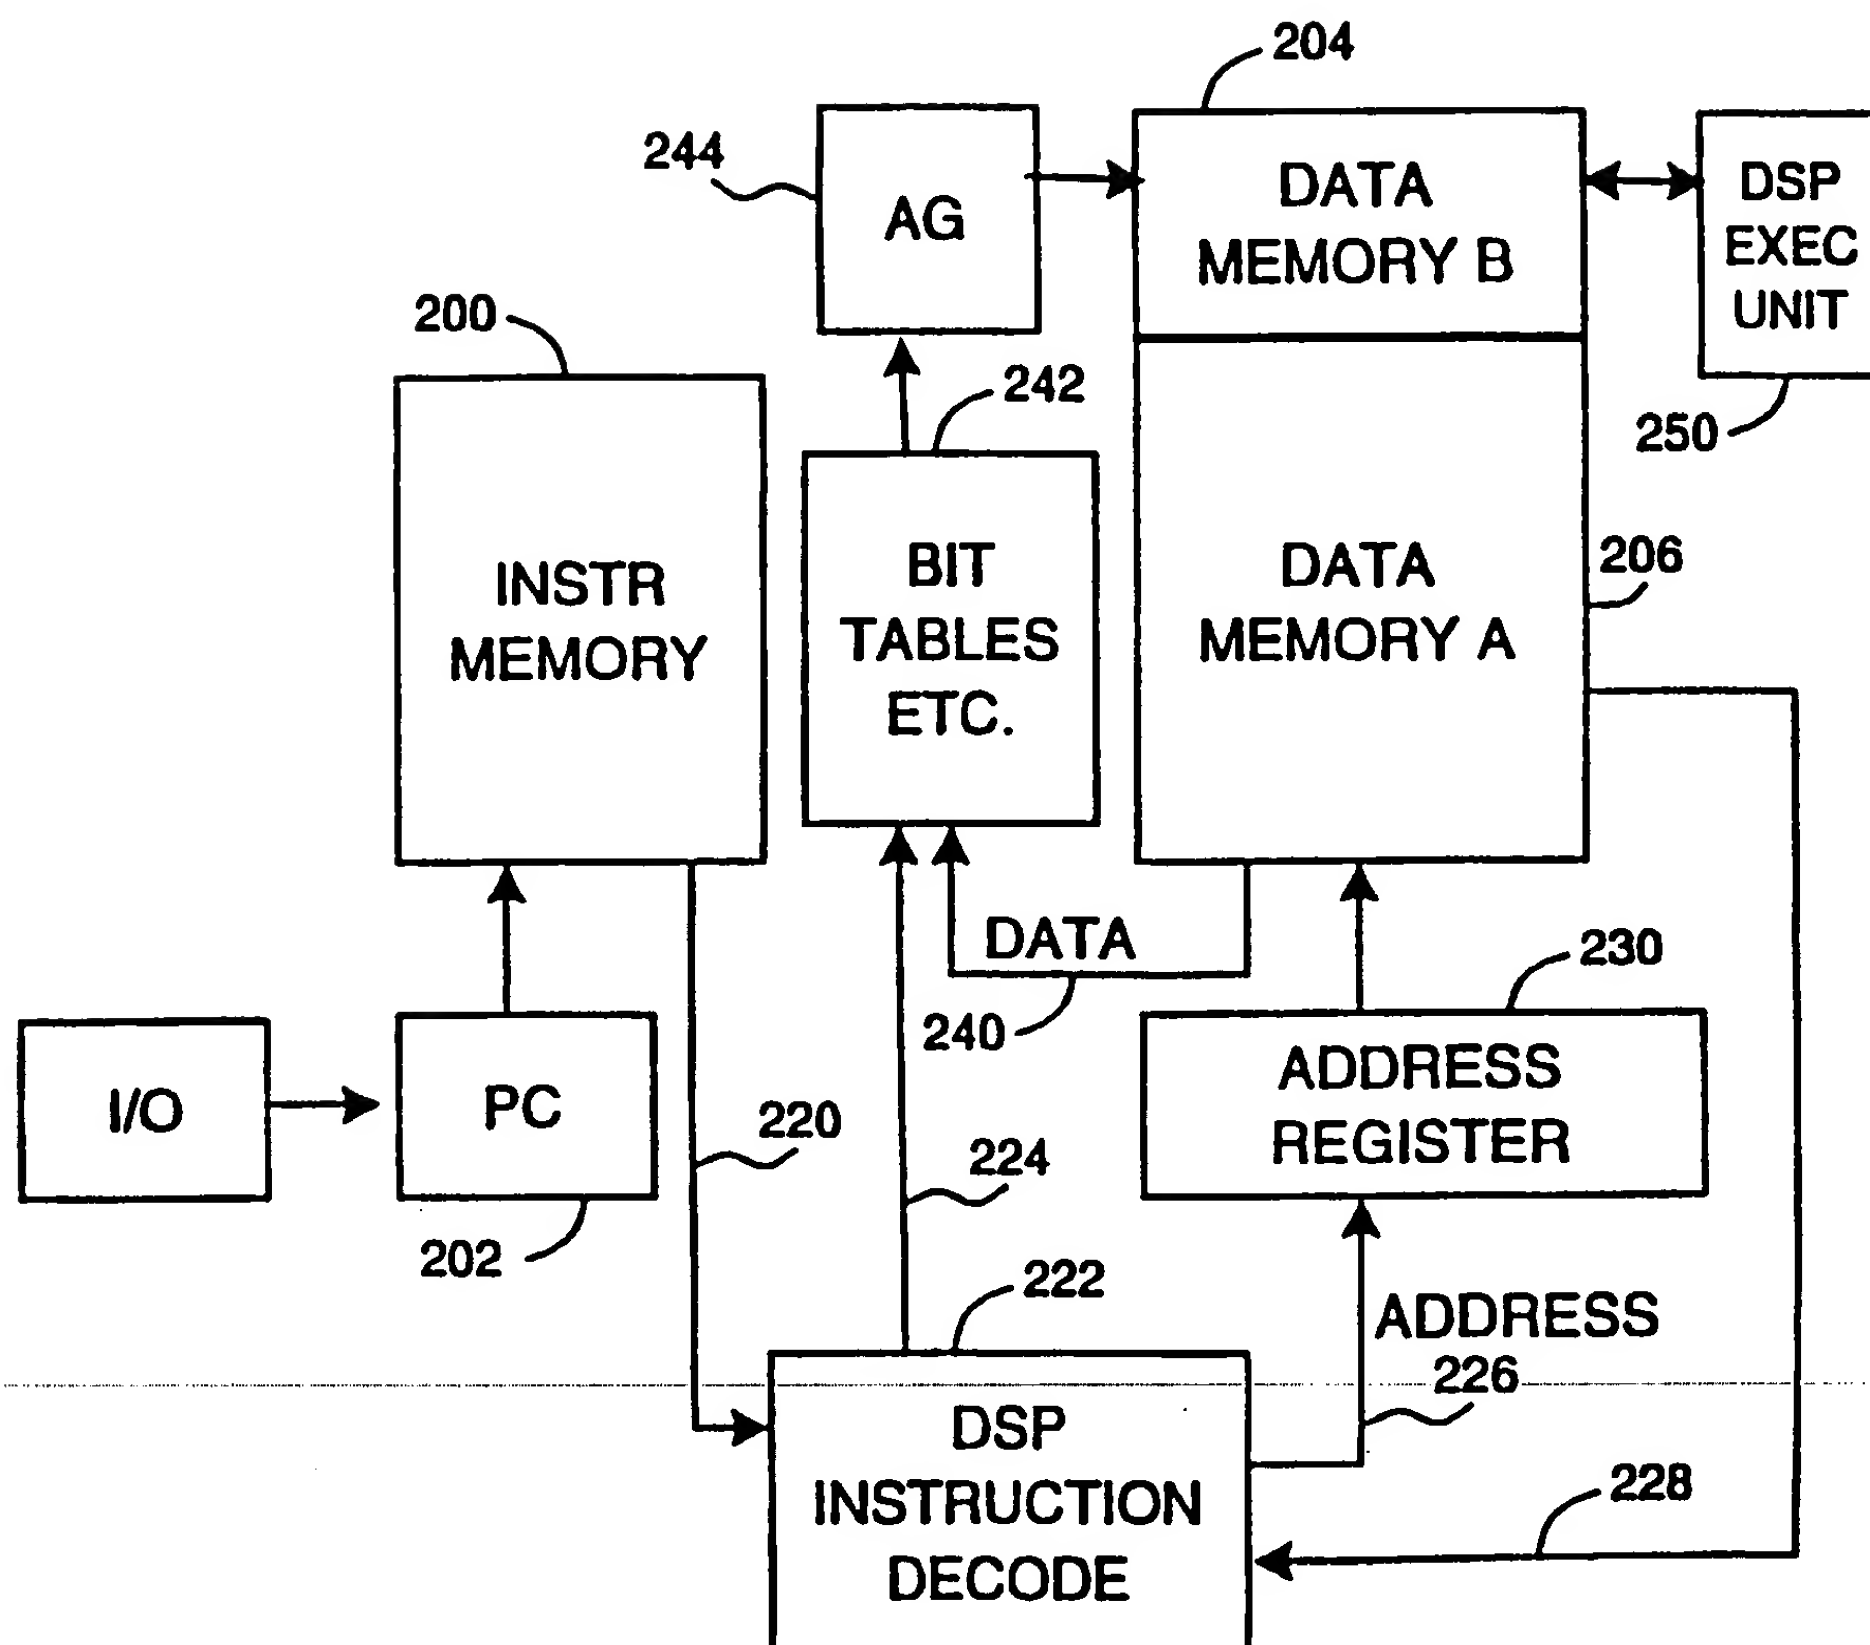 204
244
AG
DATA
MEMORY B
DSP
EXEC
UNIT
200
242
250
INSTR
MEMORY
BIT
TABLES
ETC.
DATA
MEMORY A
206
DATA
240
230
I/O
PC
ADDRESS
REGISTER
220
224
202
222
ADDRESS
226
DSP
INSTRUCTION
DECODE
228